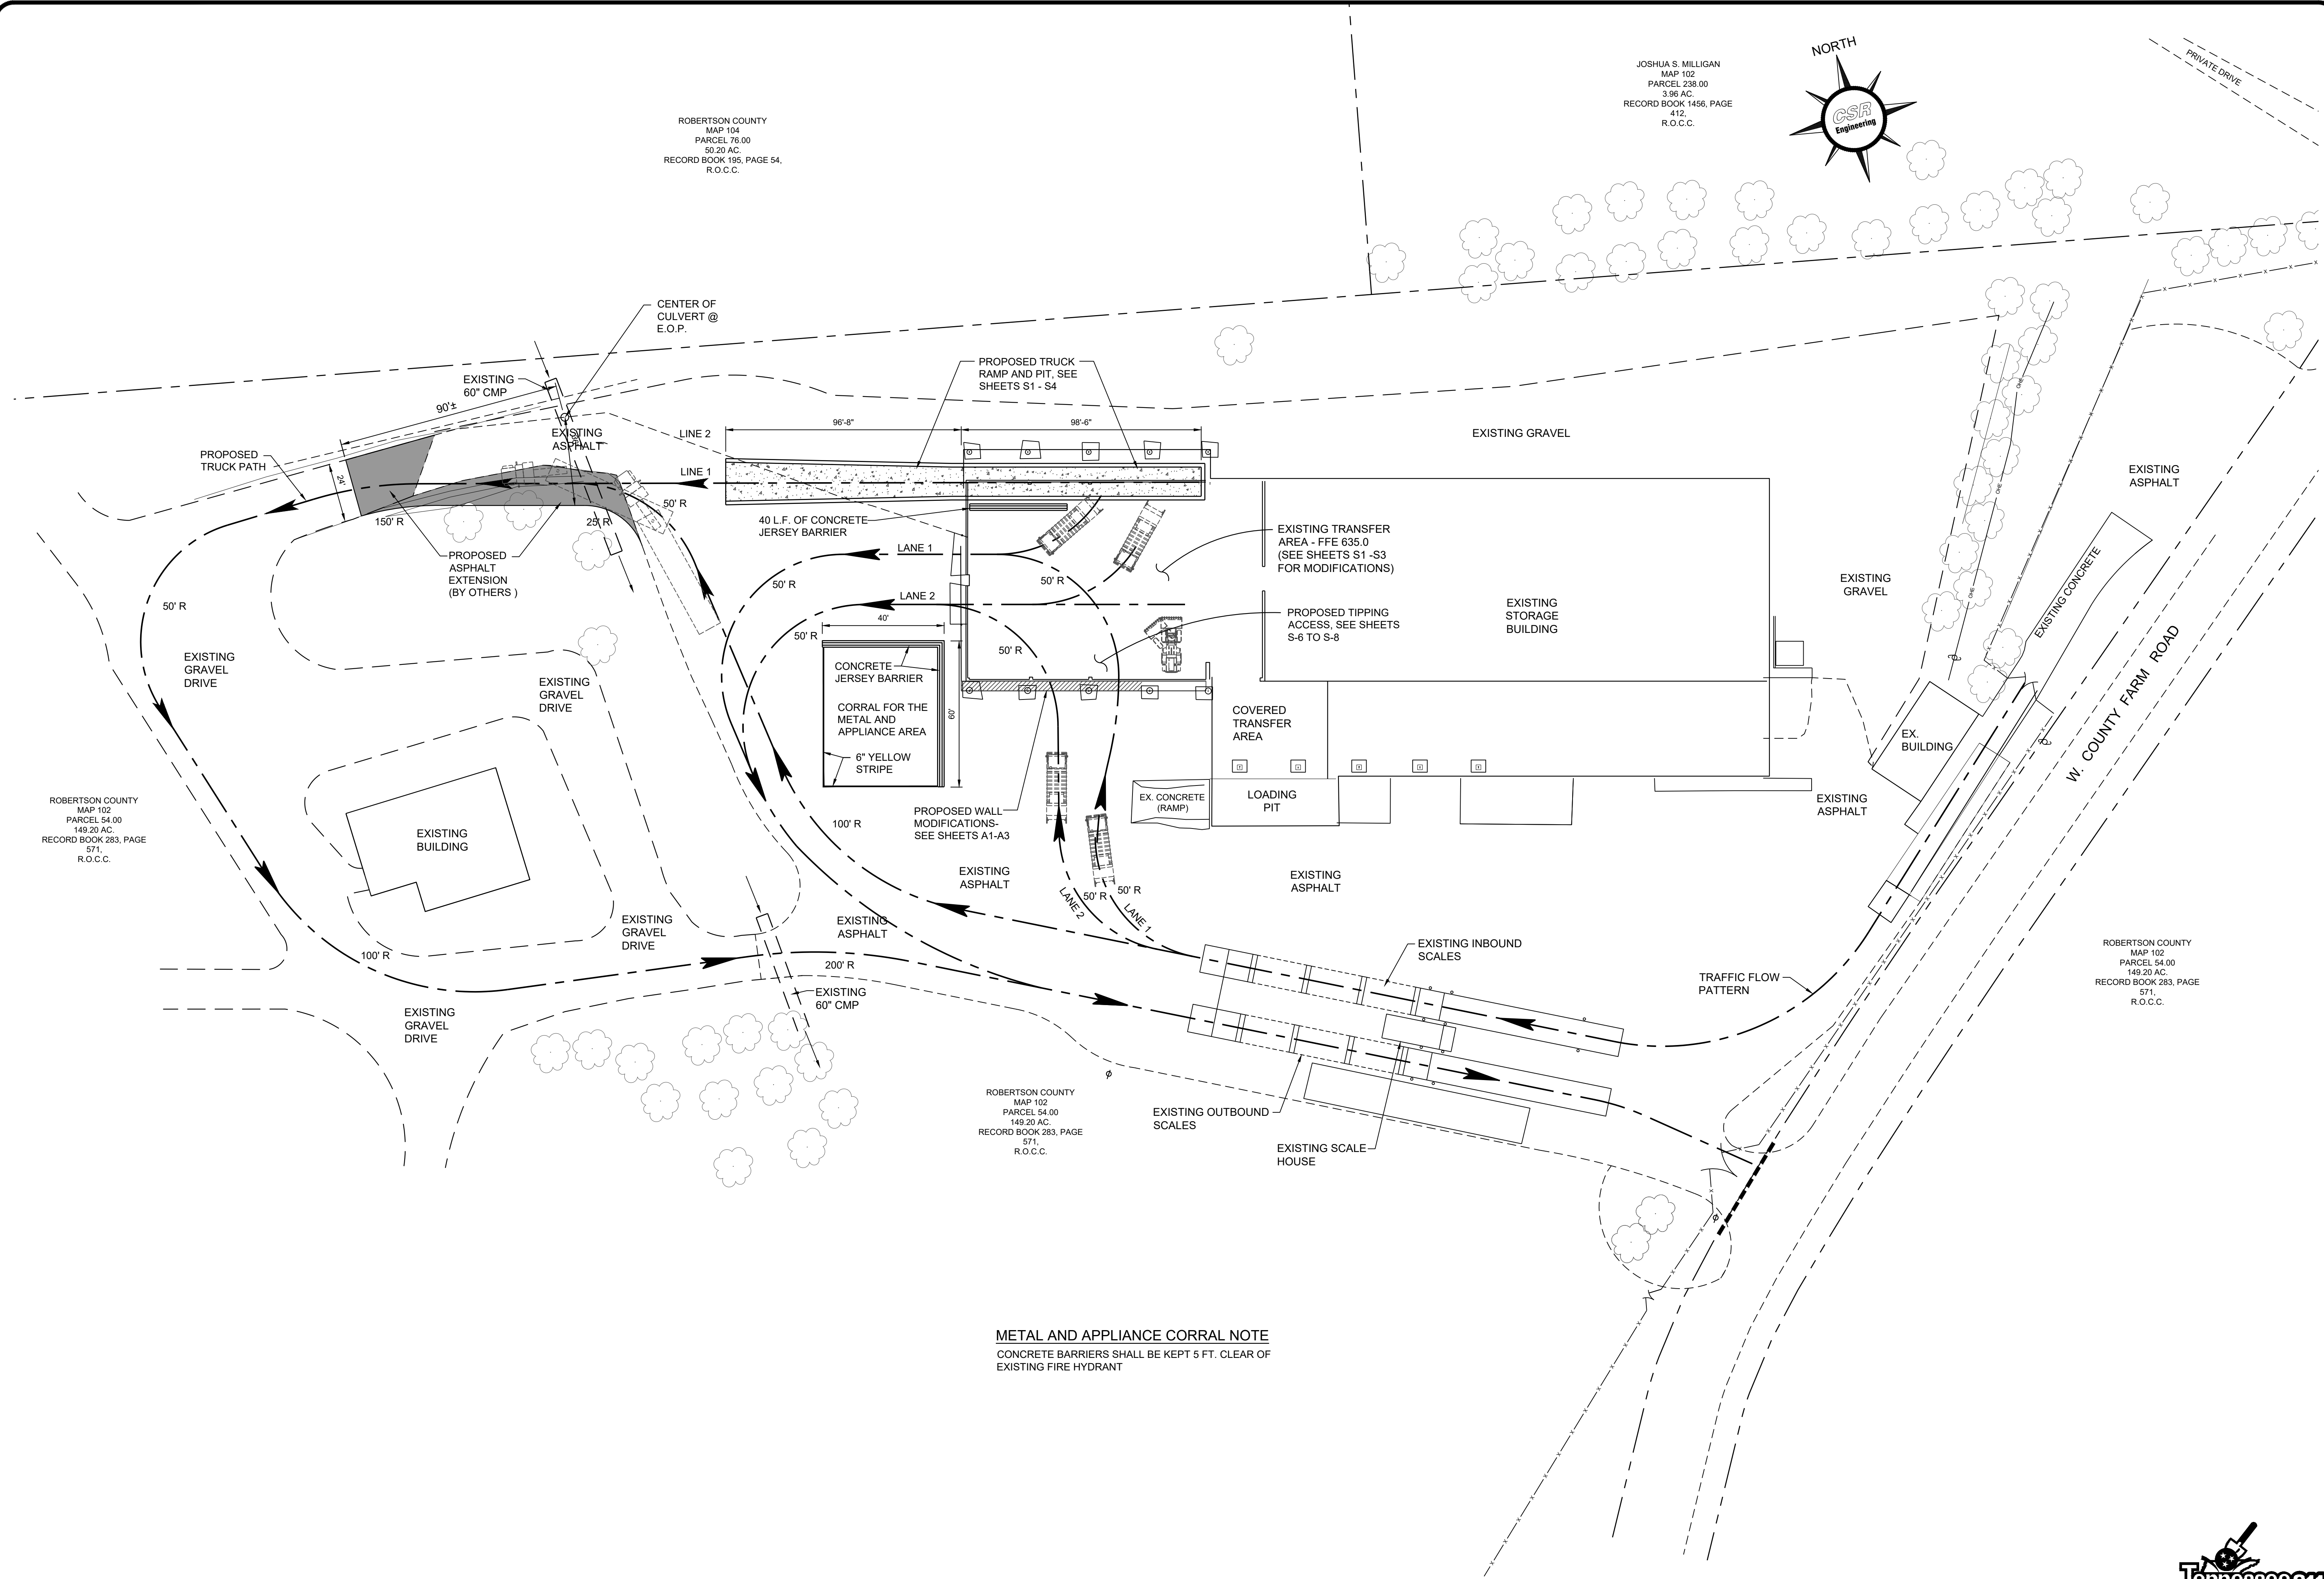 NORTH
CSR
Engineering
PRIVATE DRIVE
JOSHUA S. MILLIGAN
MAP 102
PARCEL 238.00
3.96 AC.
RECORD BOOK 1456, PAGE
412,
R.O.C.C.
ROBERTSON COUNTY
MAP 104
PARCEL 76.00
50.20 AC.
RECORD BOOK 195, PAGE 54,
R.O.C.C.
CENTER OF
CULVERT @
E.O.P.
EXISTING
60" CMP
90'±
EXISTING
ASPHALT
LINE 2
LINE 1
PROPOSED
TRUCK PATH
24'
150' R
25' R
50' R
PROPOSED
ASPHALT
EXTENSION
(BY OTHERS )
PROPOSED TRUCK
RAMP AND PIT, SEE
SHEETS S1 - S4
96'-8"
98'-6"
EXISTING GRAVEL
40 L.F. OF CONCRETE
JERSEY BARRIER
LANE 1
50' R
50' R
LANE 2
40'
50' R
50' R
EXISTING TRANSFER
AREA - FFE 635.0
(SEE SHEETS S1 -S3
FOR MODIFICATIONS)
PROPOSED TIPPING
ACCESS, SEE SHEETS
S-6 TO S-8
EXISTING
STORAGE
BUILDING
EXISTING
GRAVEL
EXISTING
ASPHALT
EXISTING CONCRETE
OHE
OHE
OHE
W. COUNTY FARM ROAD
EX.
BUILDING
EXISTING
ASPHALT
50' R
EXISTING
GRAVEL
DRIVE
EXISTING
GRAVEL
DRIVE
CONCRETE
JERSEY BARRIER
CORRAL FOR THE
METAL AND
APPLIANCE AREA
6" YELLOW
STRIPE
60'
COVERED
TRANSFER
AREA
LOADING
PIT
EX. CONCRETE
(RAMP)
PROPOSED WALL
MODIFICATIONS-
SEE SHEETS A1-A3
ROBERTSON COUNTY
MAP 102
PARCEL 54.00
149.20 AC.
RECORD BOOK 283, PAGE
571,
R.O.C.C.
EXISTING
BUILDING
100' R
EXISTING
ASPHALT
50' R
50' R
LANE 2
LANE 1
EXISTING
ASPHALT
EXISTING
GRAVEL
DRIVE
EXISTING
ASPHALT
100' R
200' R
EXISTING
60" CMP
EXISTING
GRAVEL
DRIVE
EXISTING INBOUND
SCALES
TRAFFIC FLOW
PATTERN
ROBERTSON COUNTY
MAP 102
PARCEL 54.00
149.20 AC.
RECORD BOOK 283, PAGE
571,
R.O.C.C.
ROBERTSON COUNTY
MAP 102
PARCEL 54.00
149.20 AC.
RECORD BOOK 283, PAGE
571,
R.O.C.C.
EXISTING OUTBOUND
SCALES
EXISTING SCALE
HOUSE
METAL AND APPLIANCE CORRAL NOTE
CONCRETE BARRIERS SHALL BE KEPT 5 FT. CLEAR OF
EXISTING FIRE HYDRANT